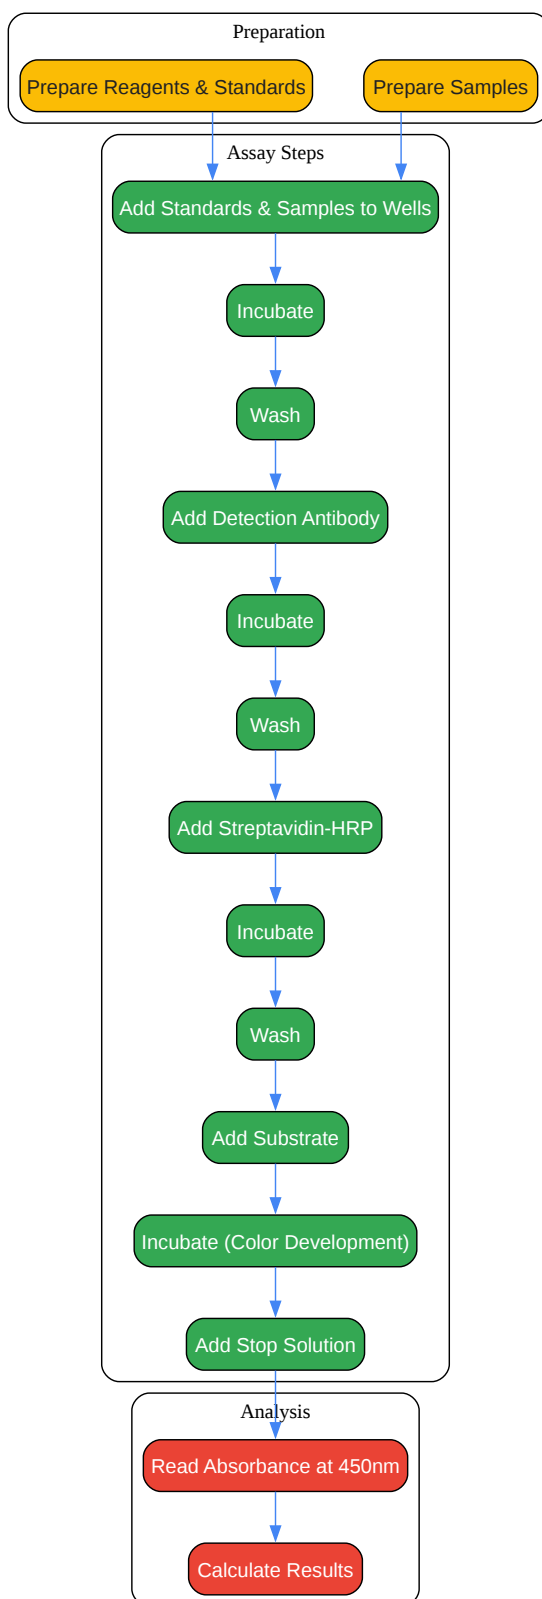 Preparation
Prepare Reagents & Standards
Prepare Samples
Assay Steps
Add Standards & Samples to Wells
Incubate
Wash
Add Detection Antibody
Incubate
Wash
Add Streptavidin-HRP
Incubate
Wash
Add Substrate
Incubate (Color Development)
Add Stop Solution
Analysis
Read Absorbance at 450nm
Calculate Results